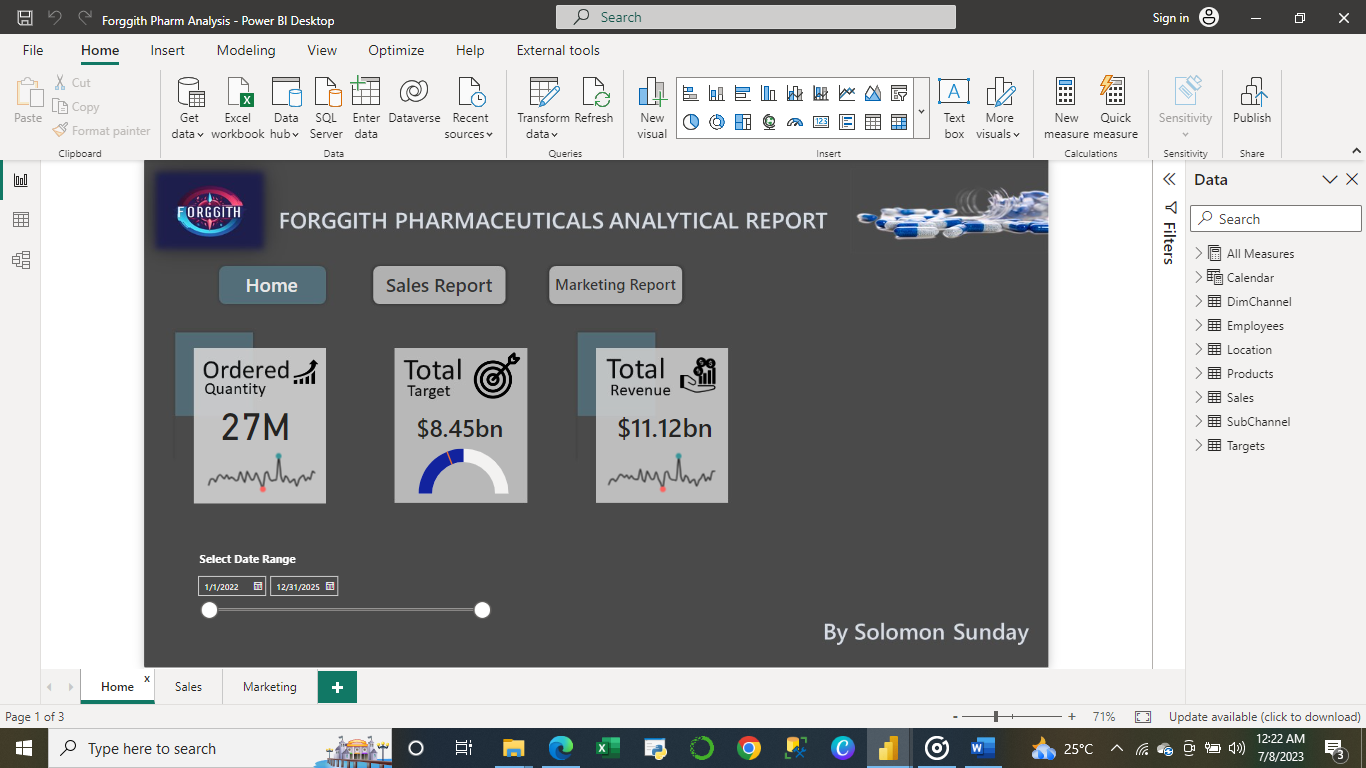 Forggith Pharm Analysis - Power BI Desktop
Search
Sign in
File Home Insert Modeling View Optimize Help External tools
Paste
Cut
Copy
Format painter
Clipboard
Get data
Excel workbook
Data hub
SQL Server
Enter data
Dataverse
Recent sources
Data
Transform data
Refresh
Queries
New visual
Text box
More visuals
Insert
New measure
Quick measure
Calculations
Sensitivity
Sensitivity
Publish
Share
FORGGITH
FORGGITH PHARMACEUTICALS ANALYTICAL REPORT
Home
Sales Report
Marketing Report
Ordered
Quantity
27M
Total
Target
$8.45bn
Total
Revenue
$11.12bn
Select Date Range
1/1/2022
12/31/2025
By Solomon Sunday
Filters
Data
Search
All Measures
Calendar
DimChannel
Employees
Location
Products
Sales
SubChannel
Targets
Home x
Sales
Marketing
+
Page 1 of 3
- + 71%
Update available (click to download)
Type here to search
25°C
12:22 AM
7/8/2023
3